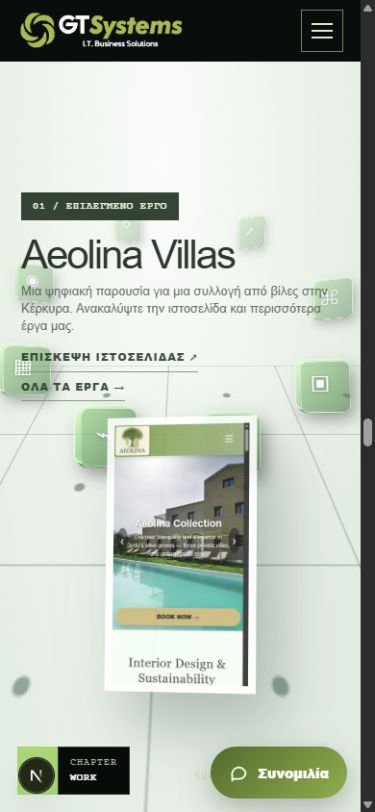 GTSystems
I.T. Business Solutions
01 / ΕΠΙΛΕΓΜΕΝΟ ΕΡΓΟ
Aeolina Villas
Μια ψηφιακή παρουσία για μια συλλογή από βίλες στην
Κέρκυρα. Ανακαλύψτε την ιστοσελίδα και περισσότερα
έργα μας.
ΕΠΙΣΚΕΨΗ ΙΣΤΟΣΕΛΙΔΑΣ ↗
ΟΛΑ ΤΑ ΕΡΓΑ →
AEOLINA
Aeolina Collection
BOOK NOW →
Interior Design &
Sustainability
N
CHAPTER
WORK
SC
Συνομιλία